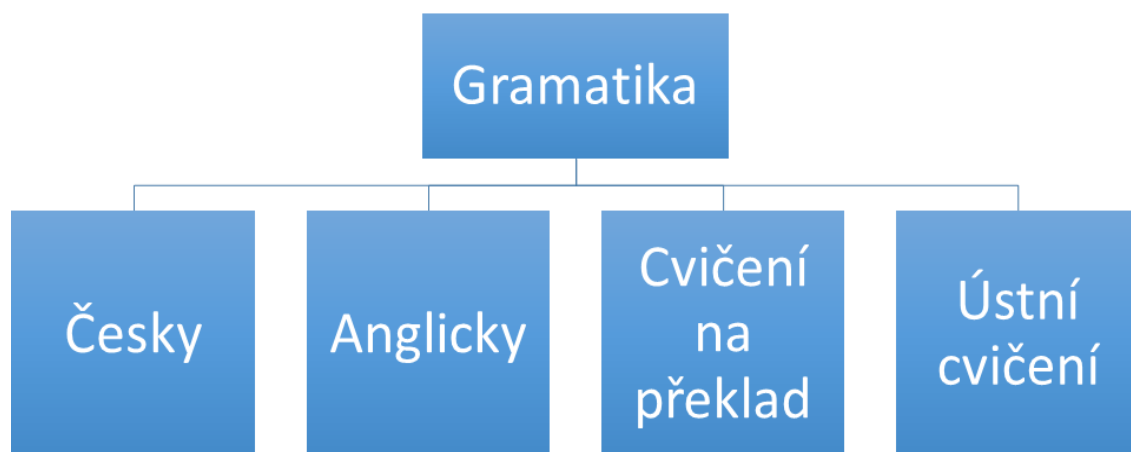 Gramatika
Česky
Anglicky
Cvičení
na
překlad
Ústní
cvičení